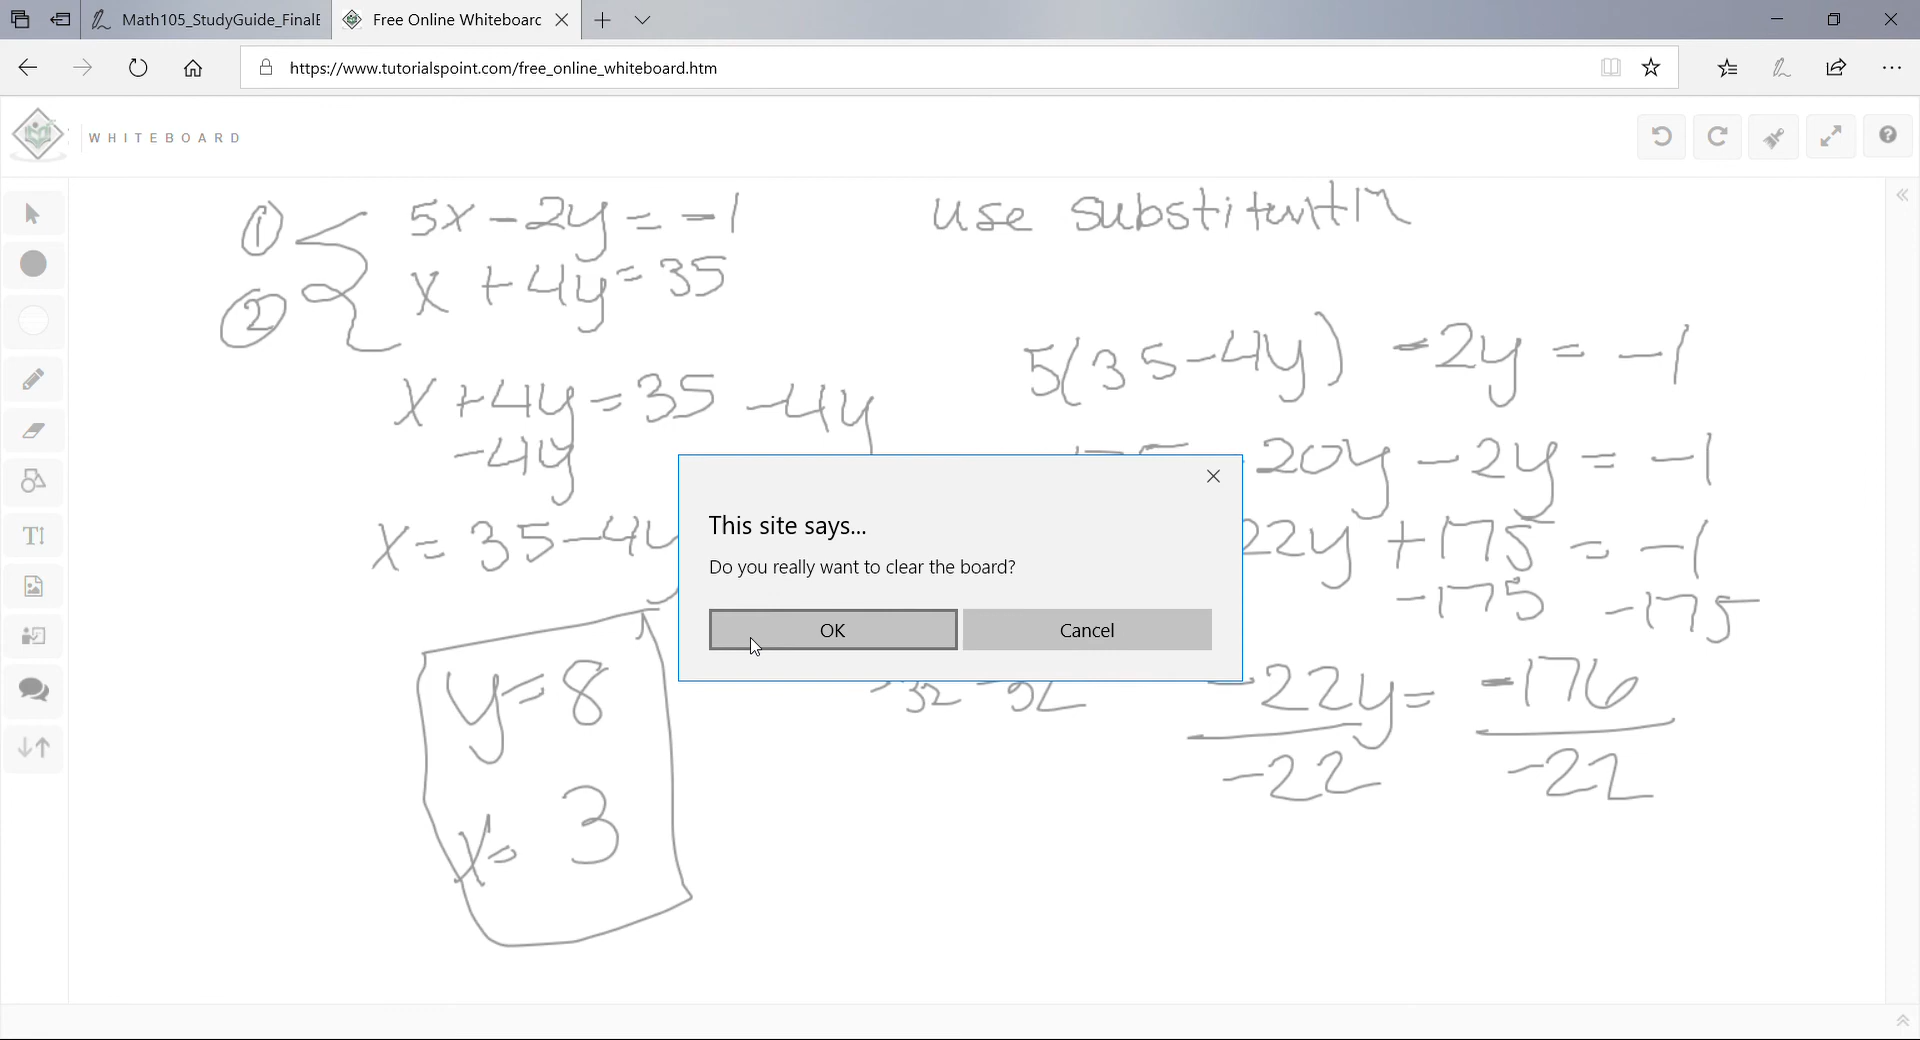 Math105_StudyGuide_FinalE
Free Online Whiteboarc
https://www.tutorialspoint.com/free_online_whiteboard.htm
WHITEBOARD
① 5x - 2y = -1
② x + 4y = 35
use
x + 4y = 35 - 4y
-4y
x = 35 - 4y
y = 8
x = 3
5(35 - 4y) - 2y = -1
20y - 2y = -1
22y + 175 = -1
-175 -175
-22y = -176
-22 -22
-32 -32
This site says...
Do you really want to clear the board?
OK Cancel
TI